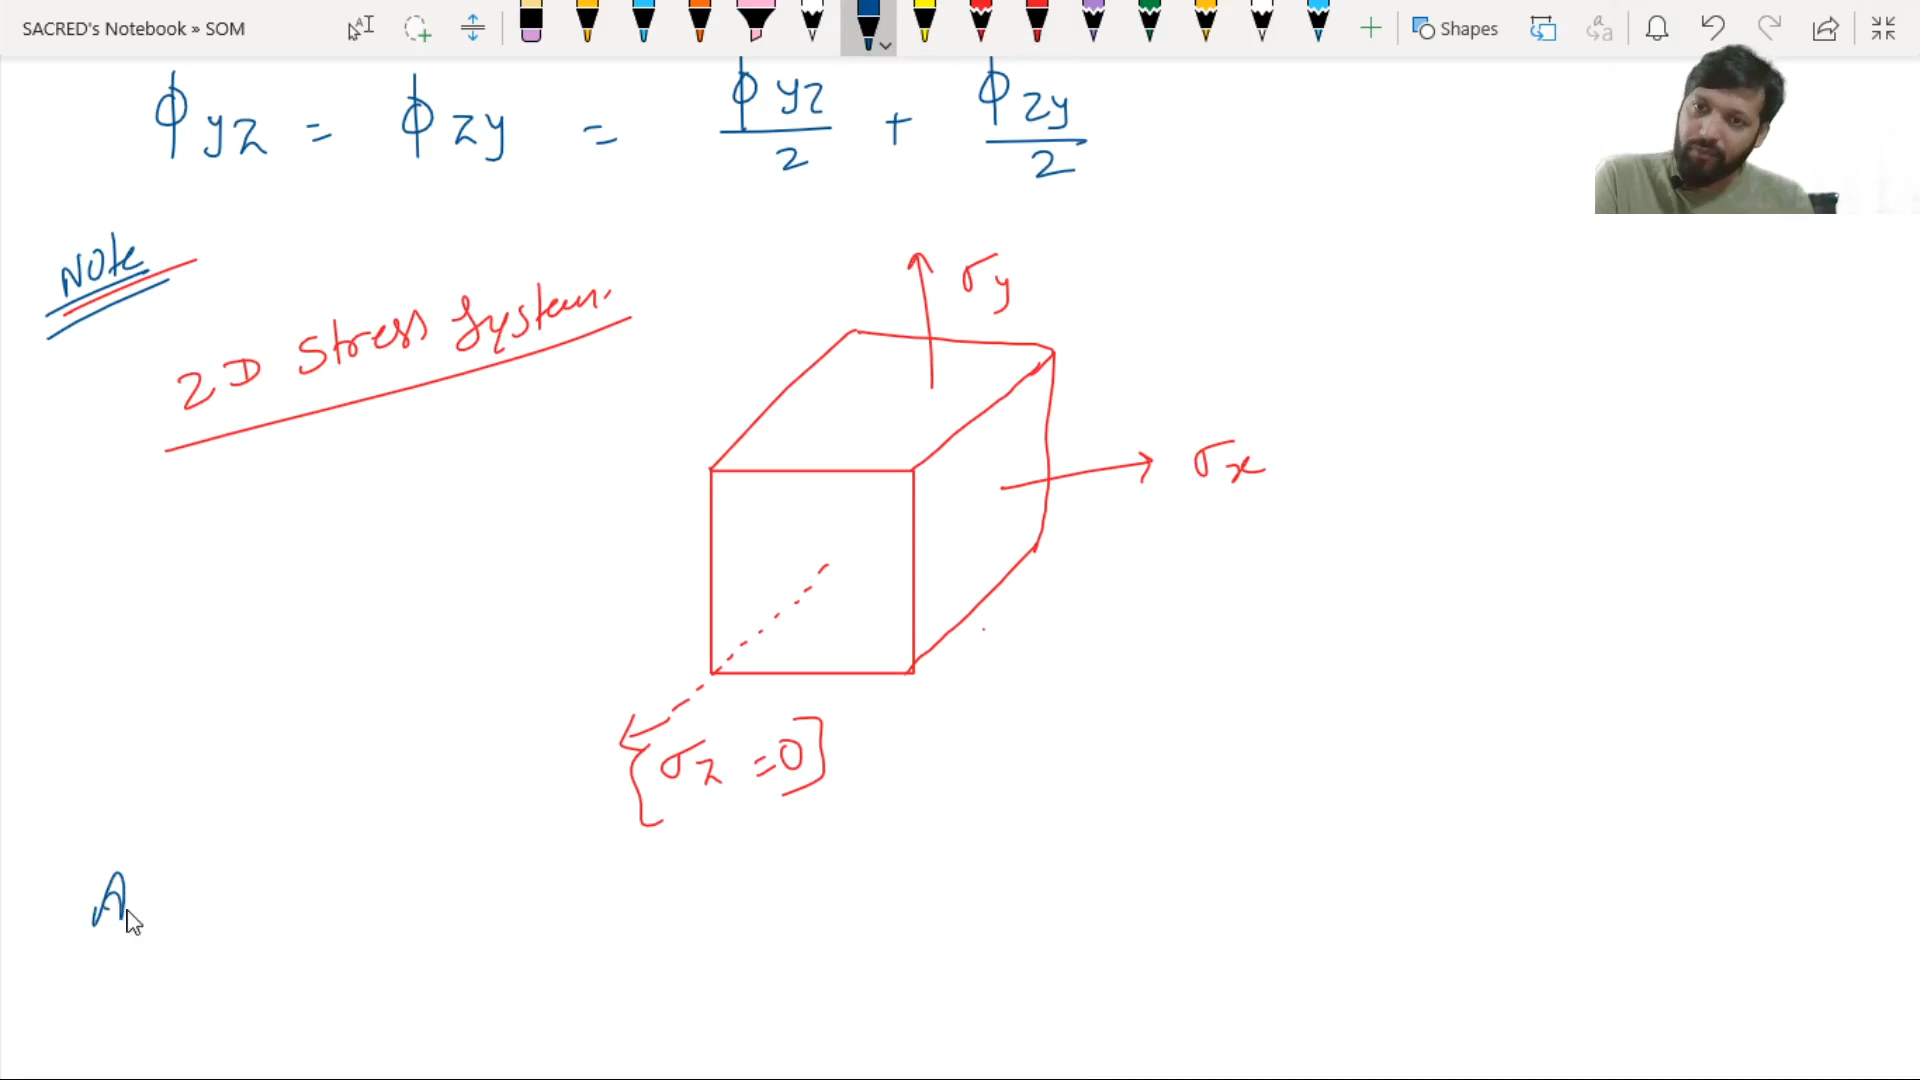 SACRED's Notebook » SOM
Shapes
ϕyz = ϕzy = ϕyz/2 + ϕzy/2
Note
2D Stress System.
σy
σx
{σz = 0]
A